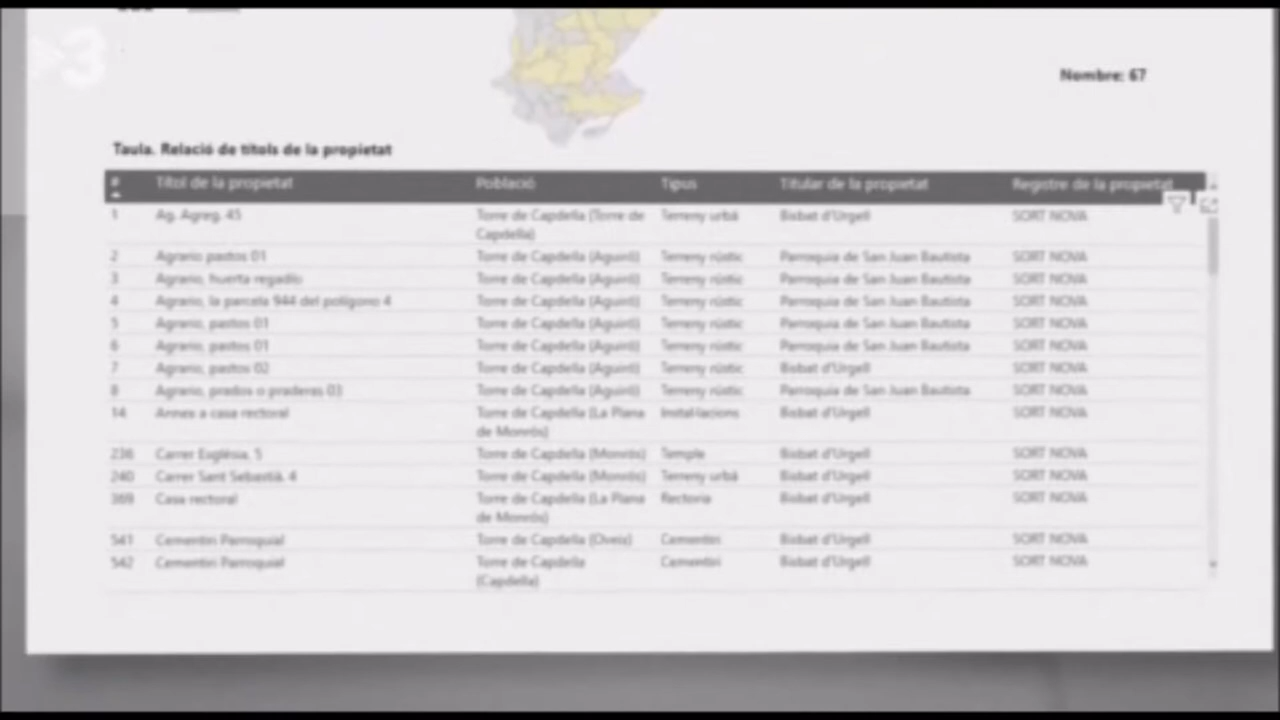 3
Nombre: 67
Taula. Relació de títols de la propietat
# Títol de la propietat Població Tipus Titular de la propietat Registre de la propietat
1 Ag. Agreg. 45 Torre de Capdella (Torre de Terreny urbà Bisbat d'Urgell SORT NOVA
Capdella)
2 Agrario pastos 01 Torre de Capdella (Aguiró) Terreny rústic Parroquia de San Juan Bautista SORT NOVA
3 Agrario, huerta regadío Torre de Capdella (Aguiró) Terreny rústic Parroquia de San Juan Bautista SORT NOVA
4 Agrario, la parcela 944 del polígono 4 Torre de Capdella (Aguiró) Terreny rústic Parroquia de San Juan Bautista SORT NOVA
5 Agrario, pastos 01 Torre de Capdella (Aguiró) Terreny rústic Parroquia de San Juan Bautista SORT NOVA
6 Agrario, pastos 01 Torre de Capdella (Aguiró) Terreny rústic Parroquia de San Juan Bautista SORT NOVA
7 Agrario, pastos 02 Torre de Capdella (Aguiró) Terreny rústic Bisbat d'Urgell SORT NOVA
8 Agrario, prados o praderas 03 Torre de Capdella (Aguiró) Terreny rústic Parroquia de San Juan Bautista SORT NOVA
14 Annex a casa rectoral Torre de Capdella (La Plana Instal·lacions Bisbat d'Urgell SORT NOVA
de Monrós)
236 Carrer Església, 5 Torre de Capdella (Monrós) Temple Bisbat d'Urgell SORT NOVA
240 Carrer Sant Sebastià, 4 Torre de Capdella (Monrós) Terreny urbà Bisbat d'Urgell SORT NOVA
369 Casa rectoral Torre de Capdella (La Plana Rectoria Bisbat d'Urgell SORT NOVA
de Monrós)
541 Cementiri Parroquial Torre de Capdella (Oveix) Cementiri Bisbat d'Urgell SORT NOVA
542 Cementiri Parroquial Torre de Capdella Cementiri Bisbat d'Urgell SORT NOVA
(Capdella)